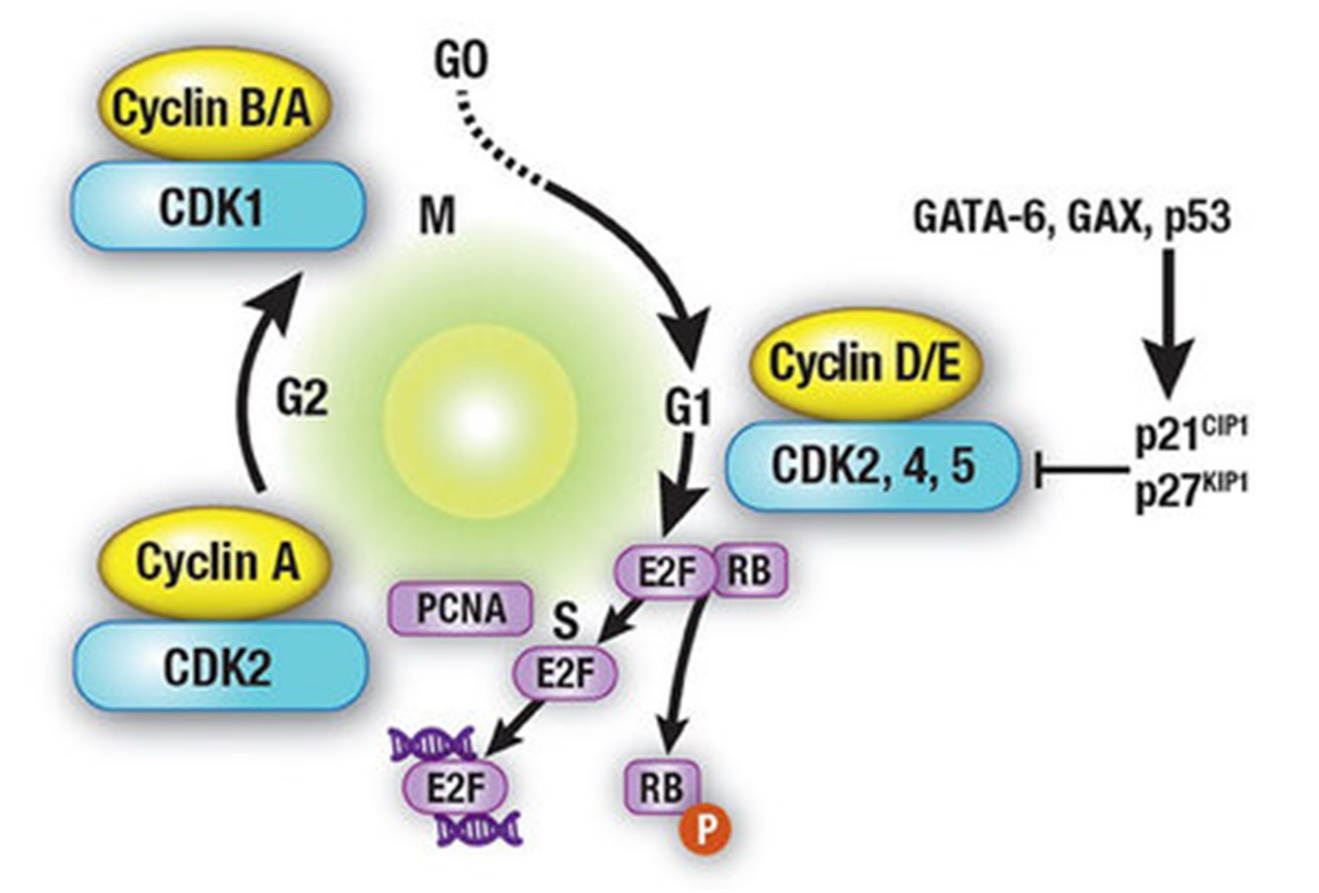 GO
Cyclin B/A
CDK1
M
GATA-6, GAX, p53
Cyclin D/E
G2
G1
CDK2, 4, 5
p21CIP1
p27KIP1
Cyclin A
E2F
RB
PCNA
S
CDK2
E2F
E2F
RB
P